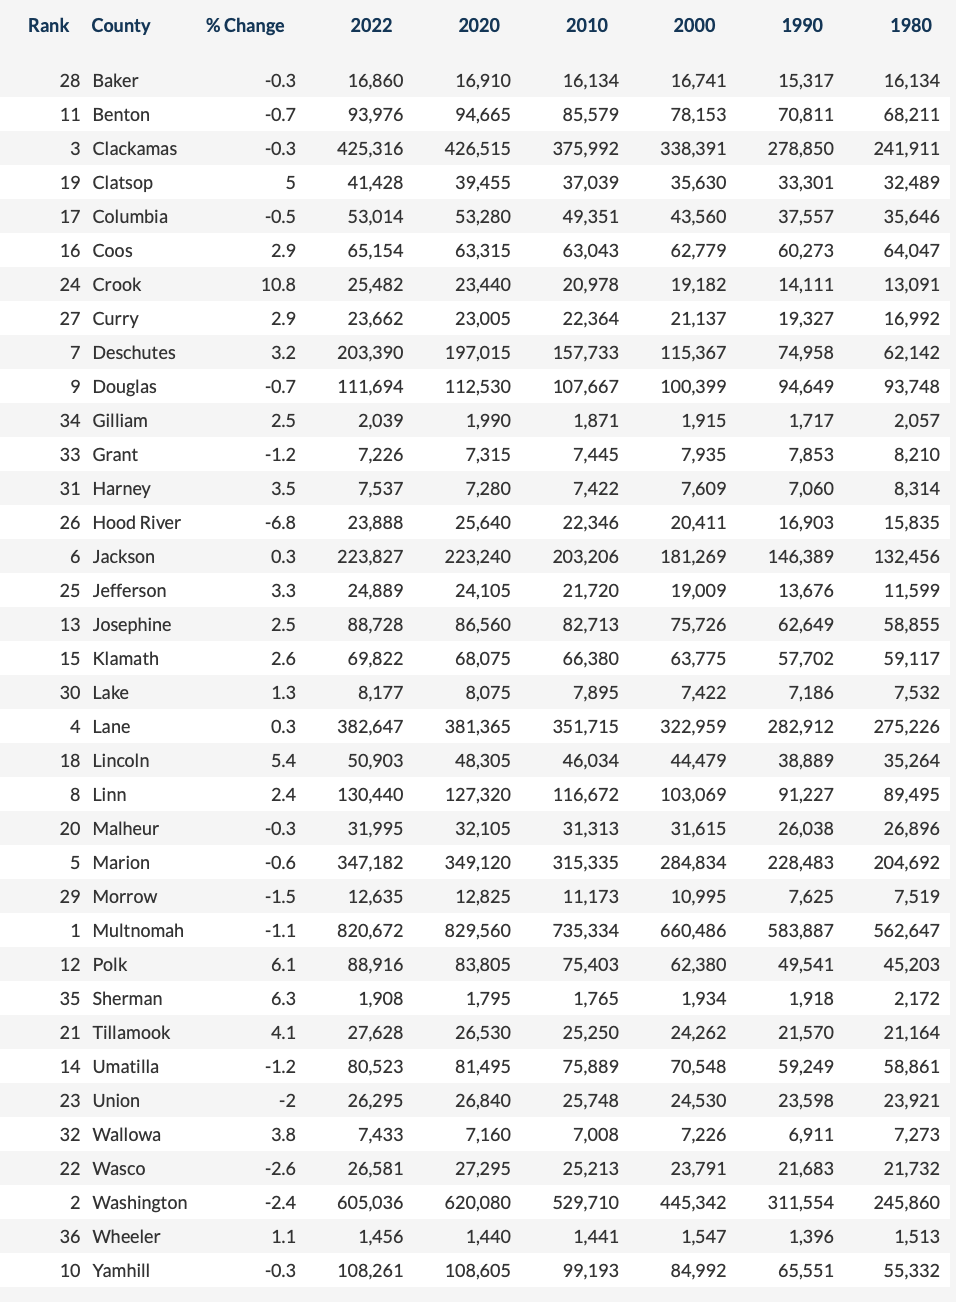 Rank County % Change 2022 2020 2010 2000 1990 1980
28 Baker -0.3 16,860 16,910 16,134 16,741 15,317 16,134
11 Benton -0.7 93,976 94,665 85,579 78,153 70,811 68,211
3 Clackamas -0.3 425,316 426,515 375,992 338,391 278,850 241,911
19 Clatsop 5 41,428 39,455 37,039 35,630 33,301 32,489
17 Columbia -0.5 53,014 53,280 49,351 43,560 37,557 35,646
16 Coos 2.9 65,154 63,315 63,043 62,779 60,273 64,047
24 Crook 10.8 25,482 23,440 20,978 19,182 14,111 13,091
27 Curry 2.9 23,662 23,005 22,364 21,137 19,327 16,992
7 Deschutes 3.2 203,390 197,015 157,733 115,367 74,958 62,142
9 Douglas -0.7 111,694 112,530 107,667 100,399 94,649 93,748
34 Gilliam 2.5 2,039 1,990 1,871 1,915 1,717 2,057
33 Grant -1.2 7,226 7,315 7,445 7,935 7,853 8,210
31 Harney 3.5 7,537 7,280 7,422 7,609 7,060 8,314
26 Hood River -6.8 23,888 25,640 22,346 20,411 16,903 15,835
6 Jackson 0.3 223,827 223,240 203,206 181,269 146,389 132,456
25 Jefferson 3.3 24,889 24,105 21,720 19,009 13,676 11,599
13 Josephine 2.5 88,728 86,560 82,713 75,726 62,649 58,855
15 Klamath 2.6 69,822 68,075 66,380 63,775 57,702 59,117
30 Lake 1.3 8,177 8,075 7,895 7,422 7,186 7,532
4 Lane 0.3 382,647 381,365 351,715 322,959 282,912 275,226
18 Lincoln 5.4 50,903 48,305 46,034 44,479 38,889 35,264
8 Linn 2.4 130,440 127,320 116,672 103,069 91,227 89,495
20 Malheur -0.3 31,995 32,105 31,313 31,615 26,038 26,896
5 Marion -0.6 347,182 349,120 315,335 284,834 228,483 204,692
29 Morrow -1.5 12,635 12,825 11,173 10,995 7,625 7,519
1 Multnomah -1.1 820,672 829,560 735,334 660,486 583,887 562,647
12 Polk 6.1 88,916 83,805 75,403 62,380 49,541 45,203
35 Sherman 6.3 1,908 1,795 1,765 1,934 1,918 2,172
21 Tillamook 4.1 27,628 26,530 25,250 24,262 21,570 21,164
14 Umatilla -1.2 80,523 81,495 75,889 70,548 59,249 58,861
23 Union -2 26,295 26,840 25,748 24,530 23,598 23,921
32 Wallowa 3.8 7,433 7,160 7,008 7,226 6,911 7,273
22 Wasco -2.6 26,581 27,295 25,213 23,791 21,683 21,732
2 Washington -2.4 605,036 620,080 529,710 445,342 311,554 245,860
36 Wheeler 1.1 1,456 1,440 1,441 1,547 1,396 1,513
10 Yamhill -0.3 108,261 108,605 99,193 84,992 65,551 55,332